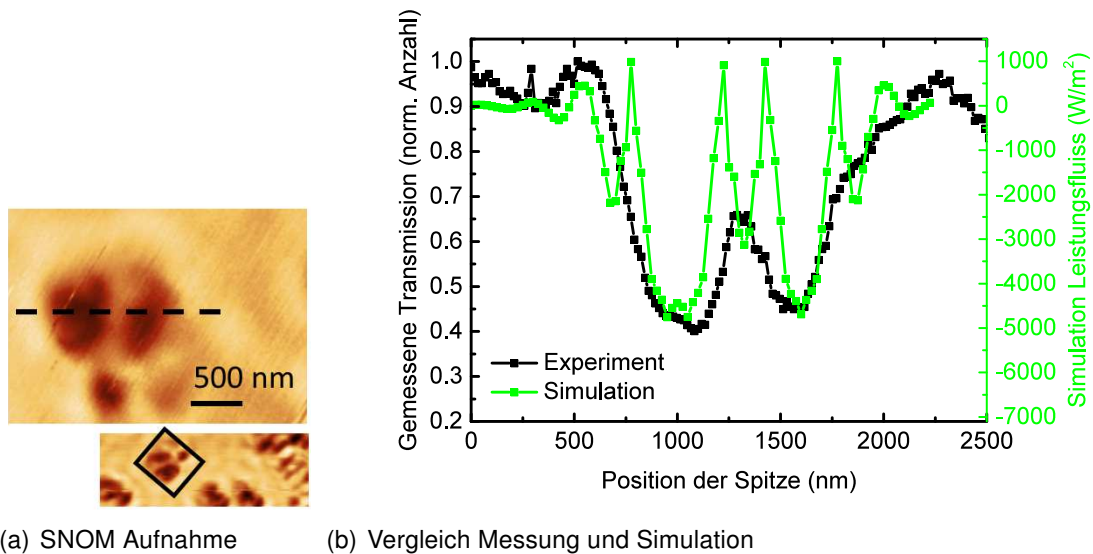 500 nm
(a) SNOM Aufnahme
Gemessene Transmission (norm. Anzahl)
1.0
0.9
0.8
0.7
0.6
0.5
0.4
0.3
0.2
0 500 1000 1500 2000 2500
Position der Spitze (nm)
Experiment
Simulation
1000
0
-1000
-2000
-3000
-4000
-5000
-6000
-7000
Simulation Leistungsfluiss (W/m²)
(b) Vergleich Messung und Simulation